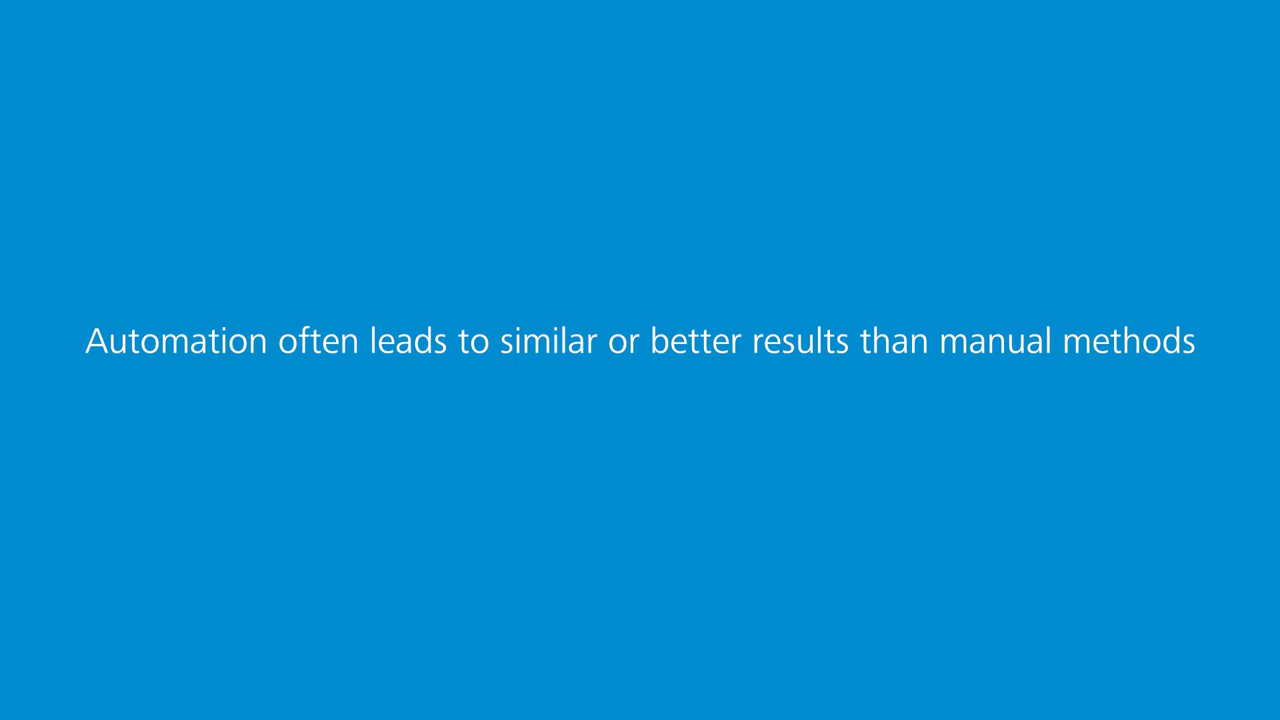 Automation often leads to similar or better results than manual methods